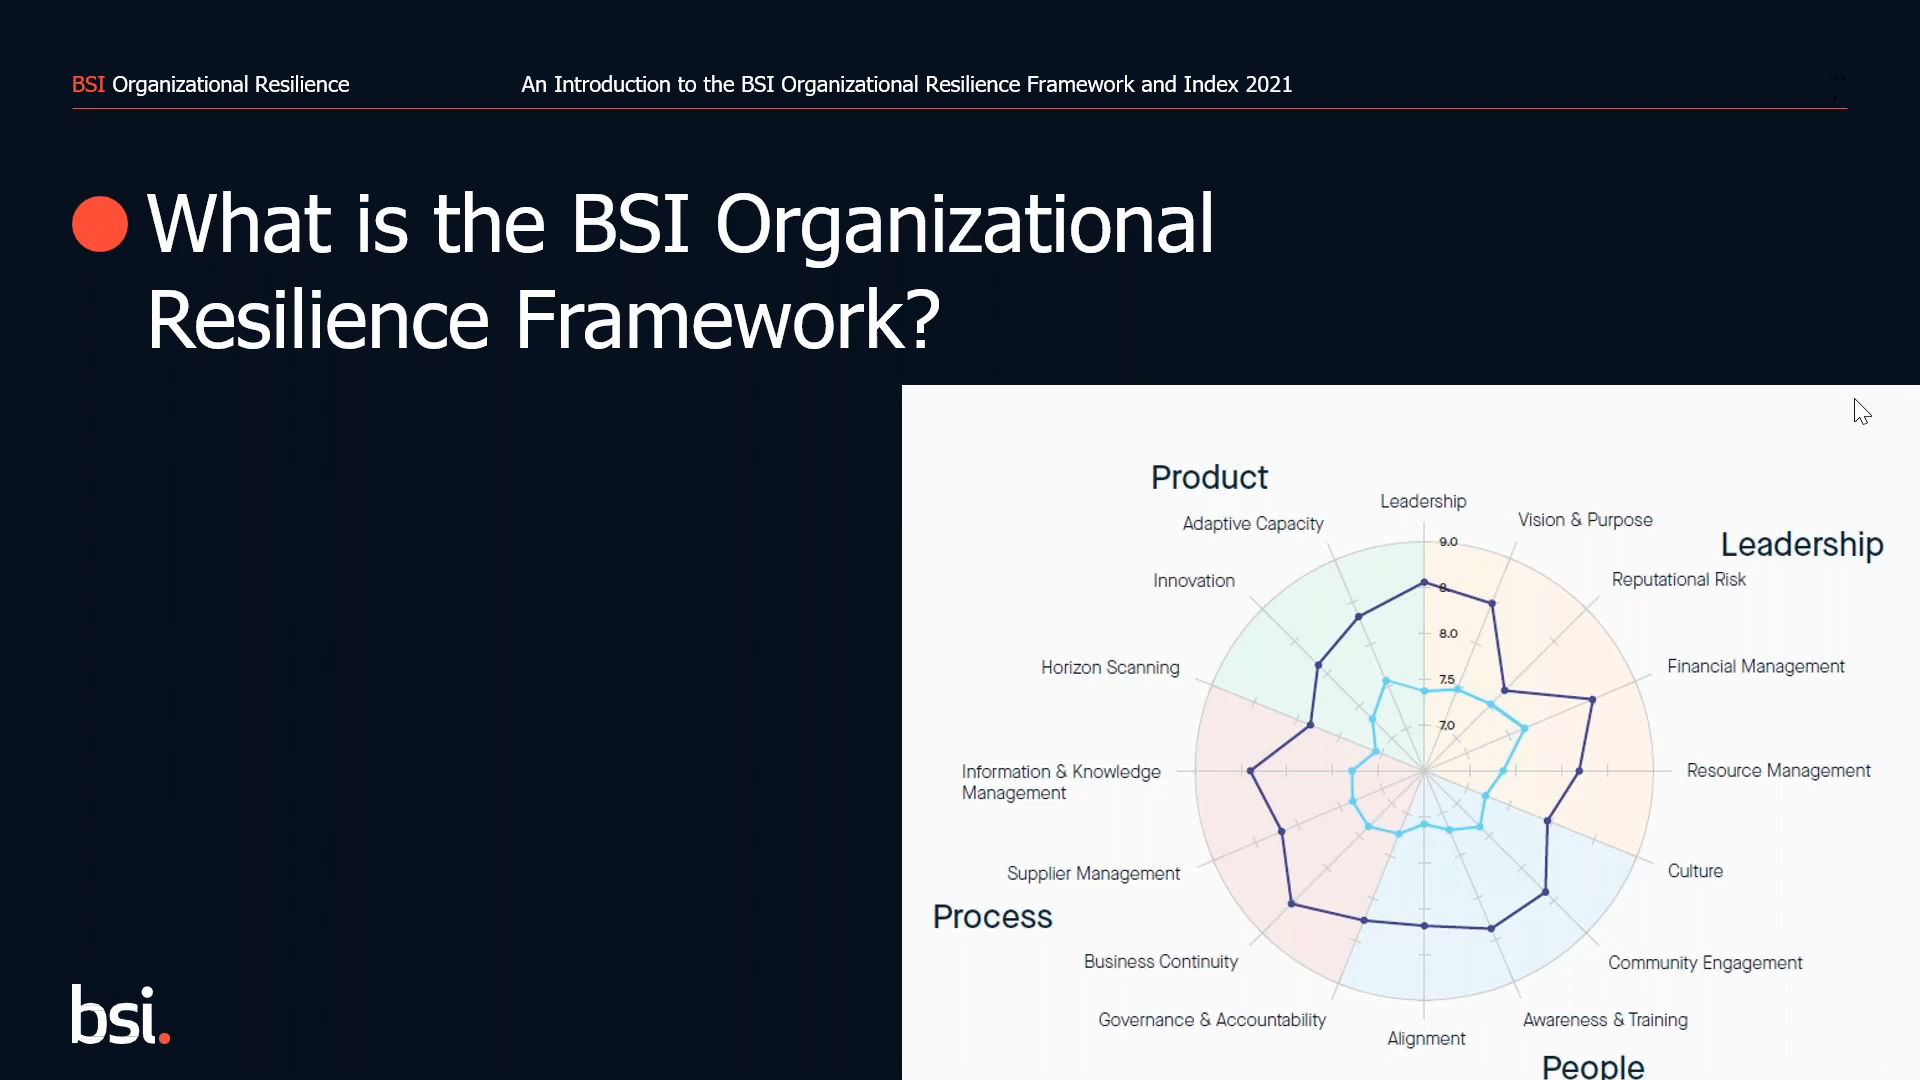 BSI Organizational Resilience
An Introduction to the BSI Organizational Resilience Framework and Index 2021
What is the BSI Organizational
Resilience Framework?
Product
Leadership
Adaptive Capacity
Vision & Purpose
Leadership
Innovation
Reputational Risk
Horizon Scanning
Financial Management
Information & Knowledge
Management
Resource Management
Supplier Management
Culture
Process
Business Continuity
Community Engagement
Governance & Accountability
Awareness & Training
Alignment
People
9.0
8.0
7.5
7.0
bsi.